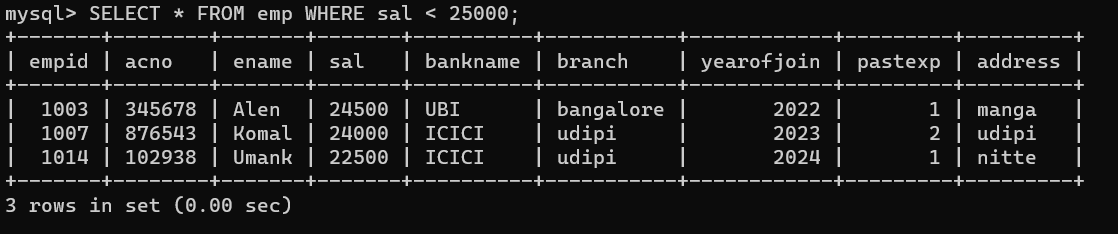 mysql> SELECT * FROM emp WHERE sal < 25000;
+-------+--------+-------+-------+----------+-----------+------------+---------+---------+
| empid | acno   | ename | sal   | bankname | branch    | yearofjoin | pastexp | address |
+-------+--------+-------+-------+----------+-----------+------------+---------+---------+
|  1003 | 345678 | Alen  | 24500 | UBI      | bangalore |       2022 |       1 | manga   |
|  1007 | 876543 | Komal | 24000 | ICICI    | udipi     |       2023 |       2 | udipi   |
|  1014 | 102938 | Umank | 22500 | ICICI    | udipi     |       2024 |       1 | nitte   |
+-------+--------+-------+-------+----------+-----------+------------+---------+---------+
3 rows in set (0.00 sec)